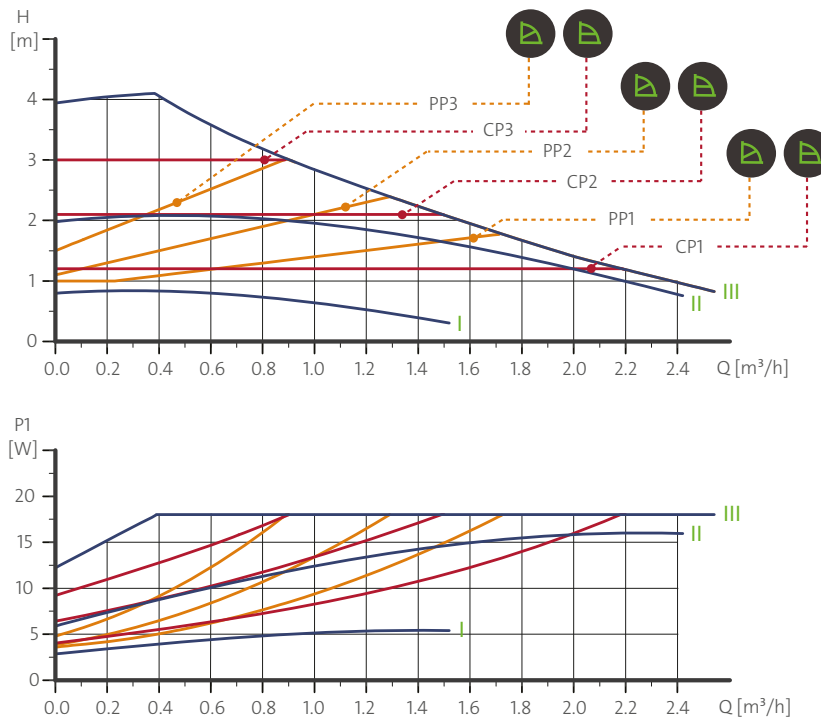 H
[m]
4
3
2
1
0
PP3
CP3
PP2
CP2
PP1
CP1
III
II
I
0.0 0.2 0.4 0.6 0.8 1.0 1.2 1.4 1.6 1.8 2.0 2.2 2.4 Q [m³/h]
P1
[W]
20
15
10
5
0
III
II
I
0.0 0.2 0.4 0.6 0.8 1.0 1.2 1.4 1.6 1.8 2.0 2.2 2.4 Q [m³/h]